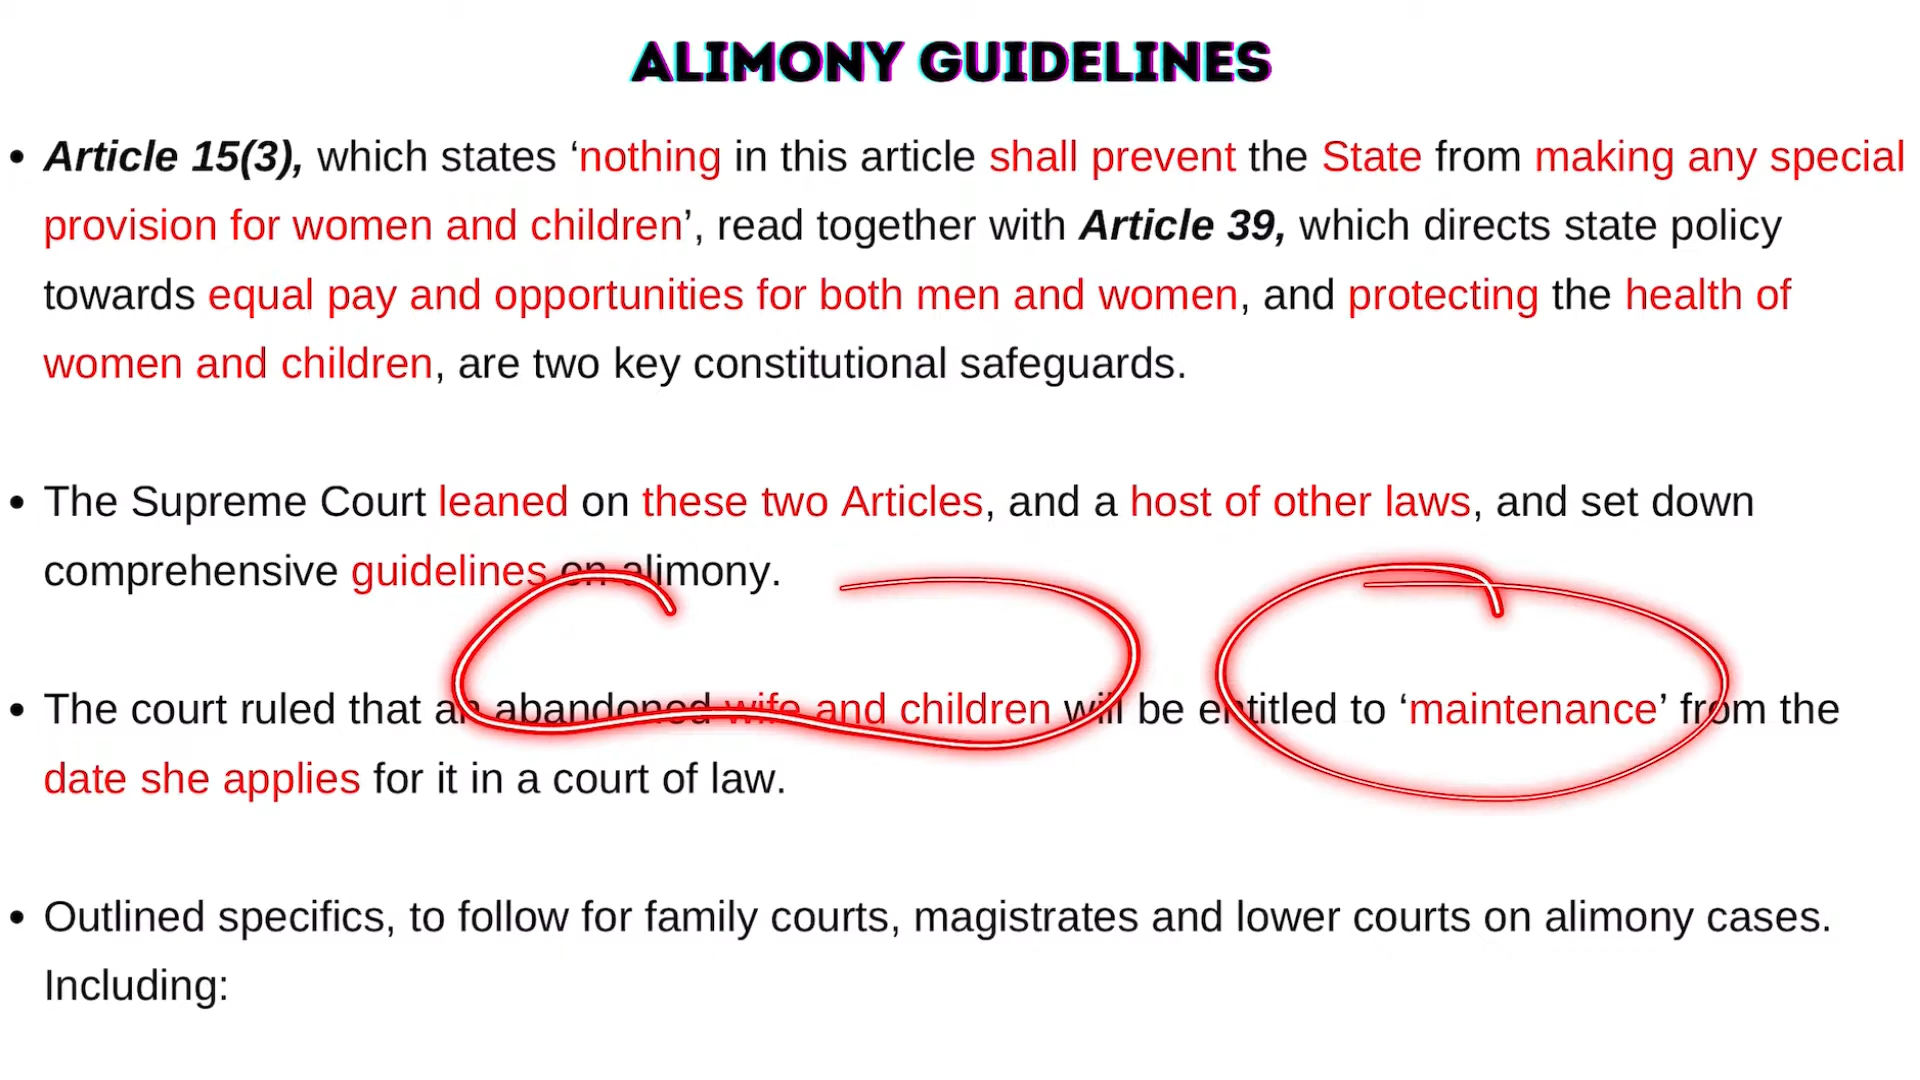 ALIMONY GUIDELINES
• Article 15(3), which states ‘nothing in this article shall prevent the State from making any special
provision for women and children’, read together with Article 39, which directs state policy
towards equal pay and opportunities for both men and women, and protecting the health of
women and children, are two key constitutional safeguards.
• The Supreme Court leaned on these two Articles, and a host of other laws, and set down
comprehensive guidelines on alimony.
• The court ruled that an abandoned wife and children will be entitled to ‘maintenance’ from the
date she applies for it in a court of law.
• Outlined specifics, to follow for family courts, magistrates and lower courts on alimony cases.
Including: